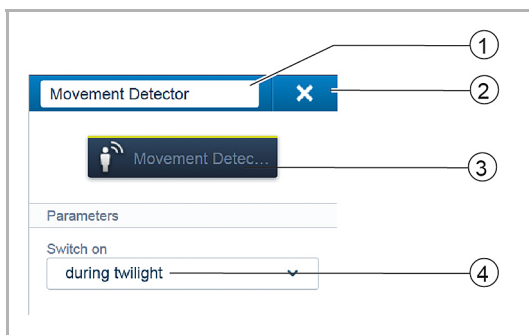 1
Movement Detector
2
Movement Detec...
3
Parameters
Switch on
during twilight
4